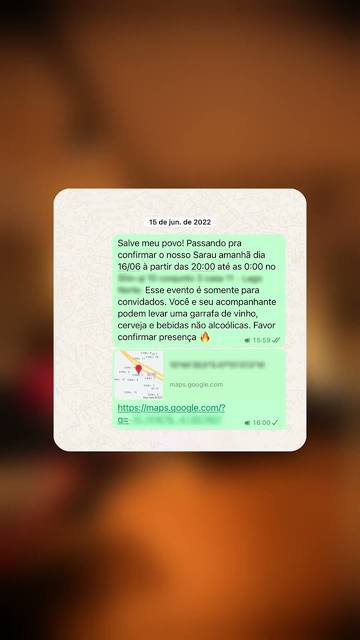 15 de jun. de 2022
Salve meu povo! Passando pra
confirmar o nosso Sarau amanhã dia
16/06 à partir das 20:00 até as 0:00 no
Esse evento é somente para
convidados. Você e seu acompanhante
podem levar uma garrafa de vinho,
cerveja e bebidas não alcoólicas. Favor
confirmar presença 🔥
15:59
maps.google.com
https://maps.google.com/?
q=
16:00